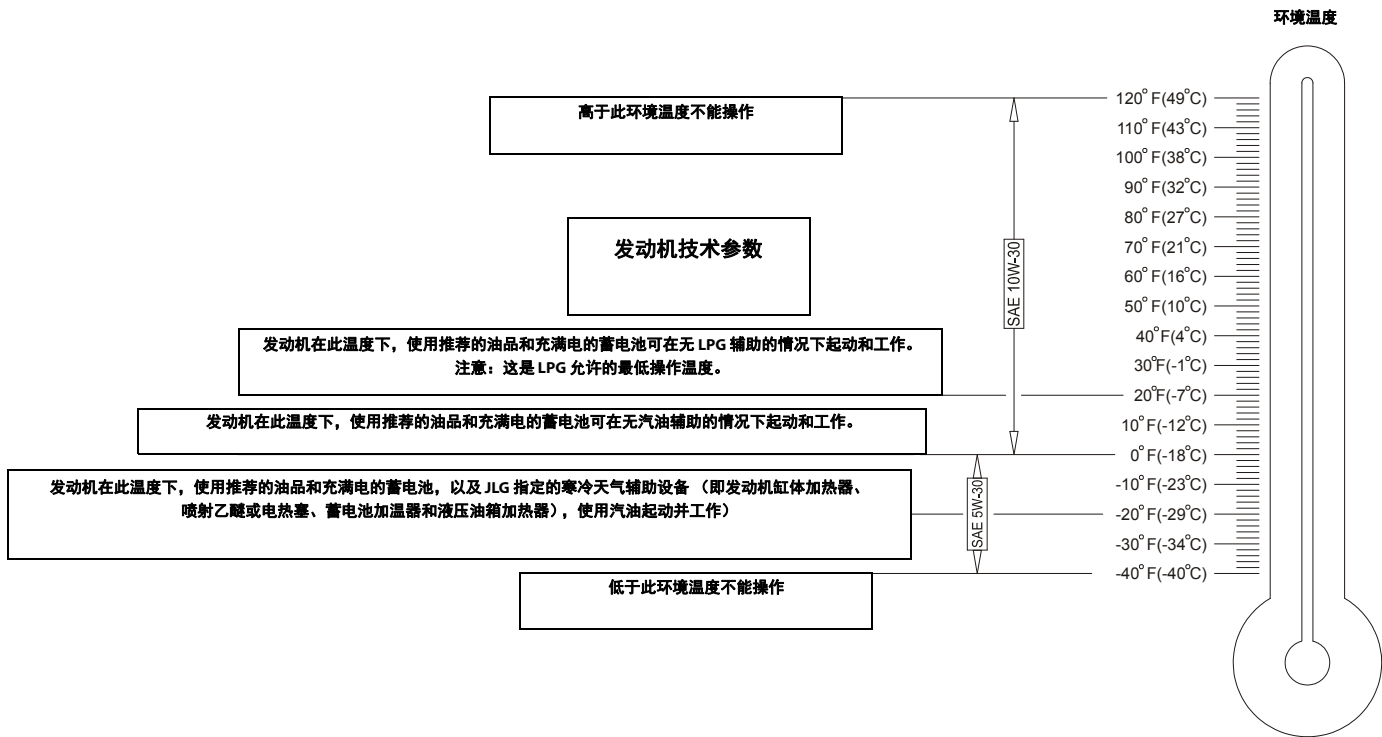 环境温度
高于此环境温度不能操作
120°F(49°C)
110°F(43°C)
100°F(38°C)
90°F(32°C)
80°F(27°C)
70°F(21°C)
60°F(16°C)
50°F(10°C)
40°F(4°C)
30°F(-1°C)
20°F(-7°C)
10°F(-12°C)
0°F(-18°C)
-10°F(-23°C)
-20°F(-29°C)
-30°F(-34°C)
-40°F(-40°C)
SAE 10W-30
发动机技术参数
发动机在此温度下，使用推荐的油品和充满电的蓄电池可在无 LPG 辅助的情况下起动和工作。
注意：这是 LPG 允许的最低操作温度。
发动机在此温度下，使用推荐的油品和充满电的蓄电池可在无汽油辅助的情况下起动和工作。
发动机在此温度下，使用推荐的油品和充满电的蓄电池，以及 JLG 指定的寒冷天气辅助设备 （即发动机缸体加热器、
喷射乙醚或电热塞、蓄电池加温器和液压油箱加热器），使用汽油起动并工作）
SAE 5W-30
低于此环境温度不能操作